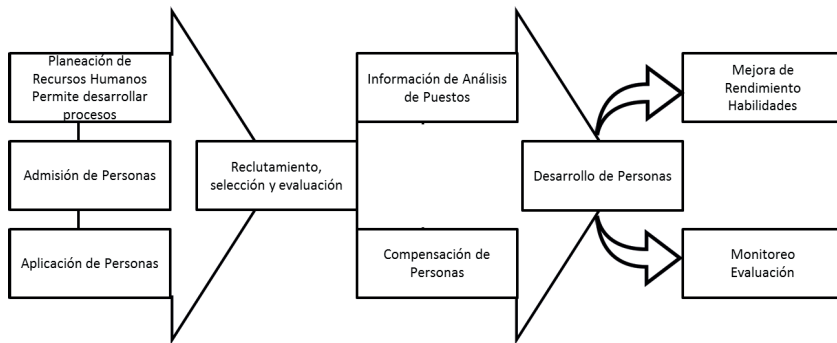 Planeación de
Recursos Humanos
Permite desarrollar
procesos
Admisión de Personas
Aplicación de Personas
Reclutamiento,
selección y evaluación
Información de Análisis
de Puestos
Compensación de
Personas
Desarrollo de Personas
Mejora de
Rendimiento
Habilidades
Monitoreo
Evaluación